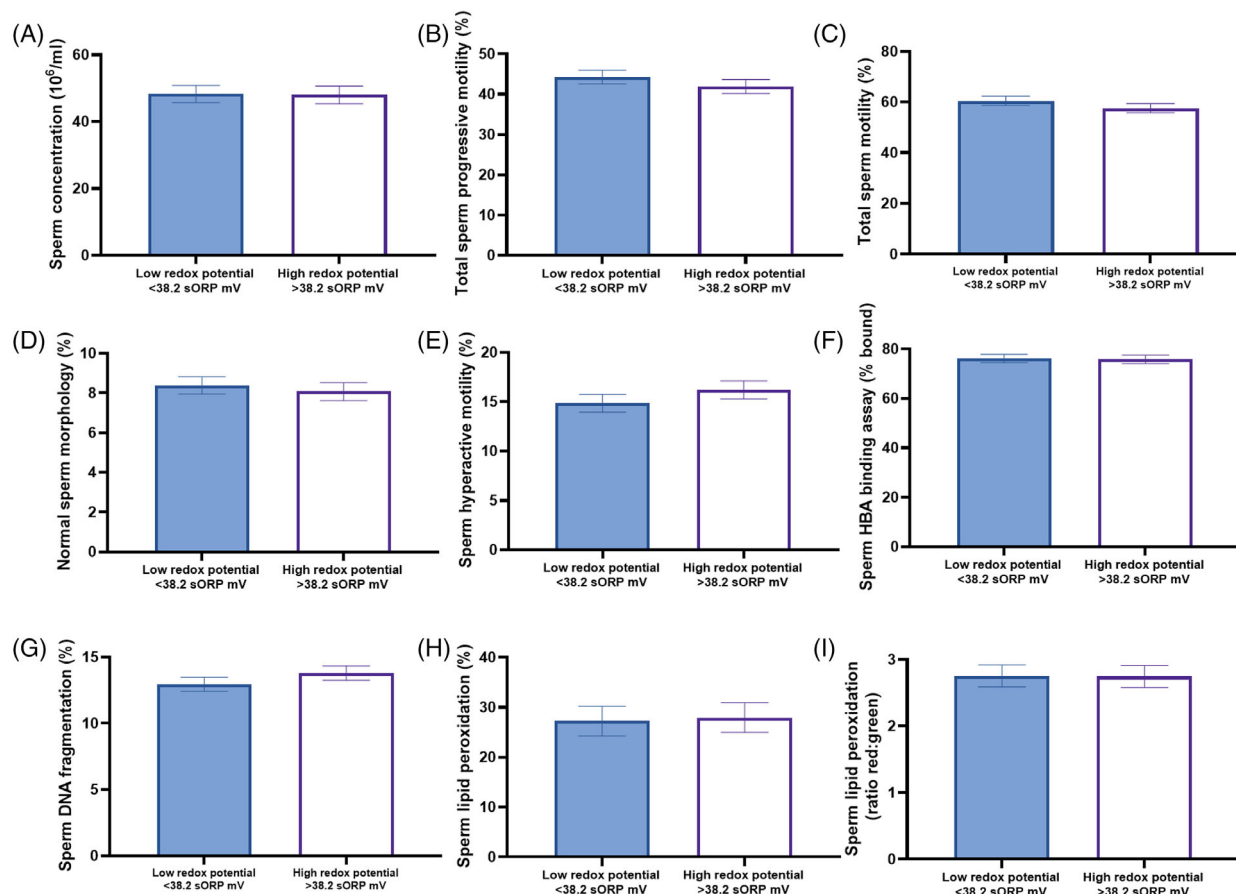 (A)
Sperm concentration (10⁶/ml)
60
40
20
0
Low redox potential
<38.2 sORP mV
High redox potential
>38.2 sORP mV
(B)
Total sperm progressive motility (%)
50
40
30
20
10
0
Low redox potential
<38.2 sORP mV
High redox potential
>38.2 sORP mV
(C)
Total sperm motility (%)
80
60
40
20
0
Low redox potential
<38.2 sORP mV
High redox potential
>38.2 sORP mV
(D)
Normal sperm morphology (%)
10
8
6
4
2
0
Low redox potential
<38.2 sORP mV
High redox potential
>38.2 sORP mV
(E)
Sperm hyperactive motility (%)
20
15
10
5
0
Low redox potential
<38.2 sORP mV
High redox potential
>38.2 sORP mV
(F)
Sperm HBA binding assay (% bound)
80
60
40
20
0
Low redox potential
<38.2 sORP mV
High redox potential
>38.2 sORP mV
(G)
Sperm DNA fragmentation (%)
15
10
5
0
Low redox potential
<38.2 sORP mV
High redox potential
>38.2 sORP mV
(H)
Sperm lipid peroxidation (%)
40
30
20
10
0
Low redox potential
<38.2 sORP mV
High redox potential
>38.2 sORP mV
(I)
Sperm lipid peroxidation
(ratio red:green)
3
2
1
0
Low redox potential
<38.2 sORP mV
High redox potential
>38.2 sORP mV